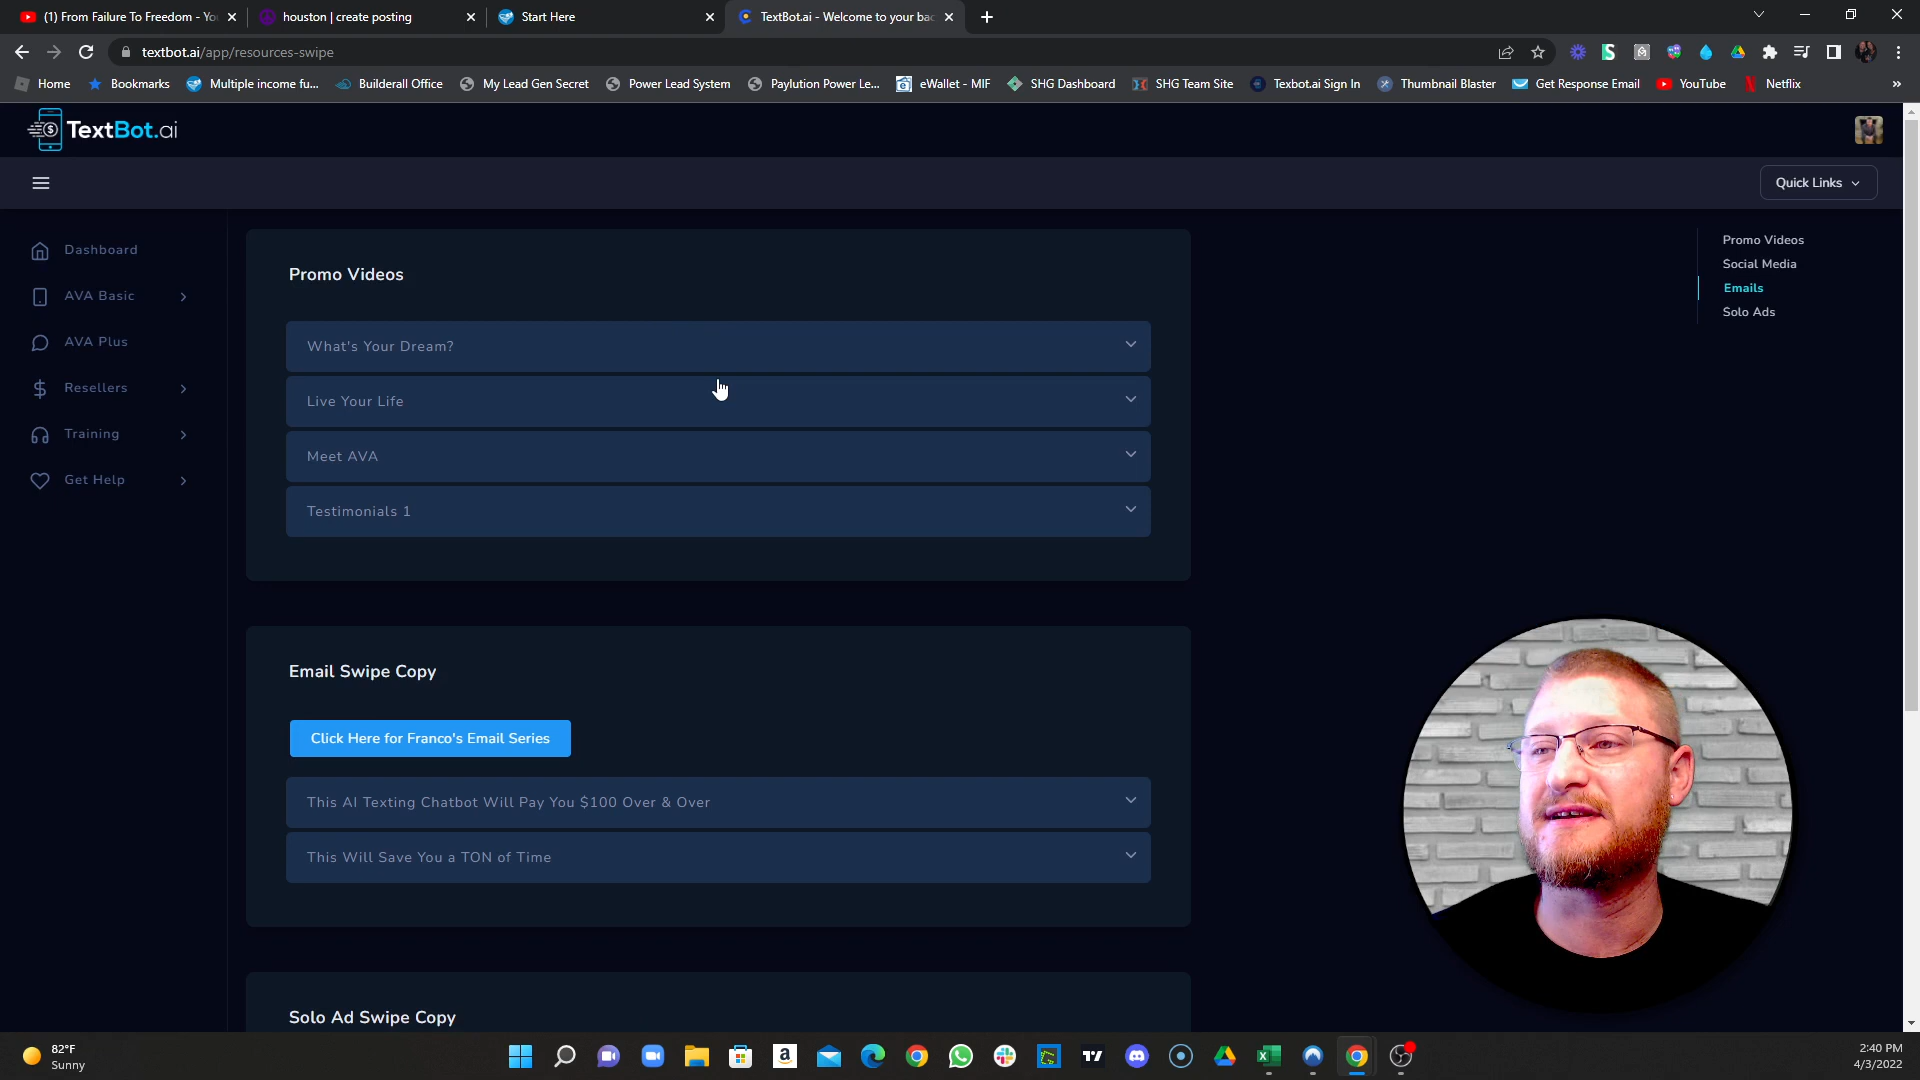 (1) From Failure To Freedom - Yo
houston | create posting
Start Here
TextBot.ai - Welcome to your bac
textbot.ai/app/resources-swipe
Home
Bookmarks
Multiple income fu...
Builderall Office
My Lead Gen Secret
Power Lead System
Paylution Power Le...
eWallet - MIF
SHG Dashboard
SHG Team Site
Texbot.ai Sign In
Thumbnail Blaster
Get Response Email
YouTube
Netflix
TextBot.ai
Quick Links
Dashboard
AVA Basic
AVA Plus
Resellers
Training
Get Help
Promo Videos
What's Your Dream?
Live Your Life
Meet AVA
Testimonials 1
Email Swipe Copy
Click Here for Franco's Email Series
This AI Texting Chatbot Will Pay You $100 Over & Over
This Will Save You a TON of Time
Solo Ad Swipe Copy
Promo Videos
Social Media
Emails
Solo Ads
82°F
Sunny
2:40 PM
4/3/2022